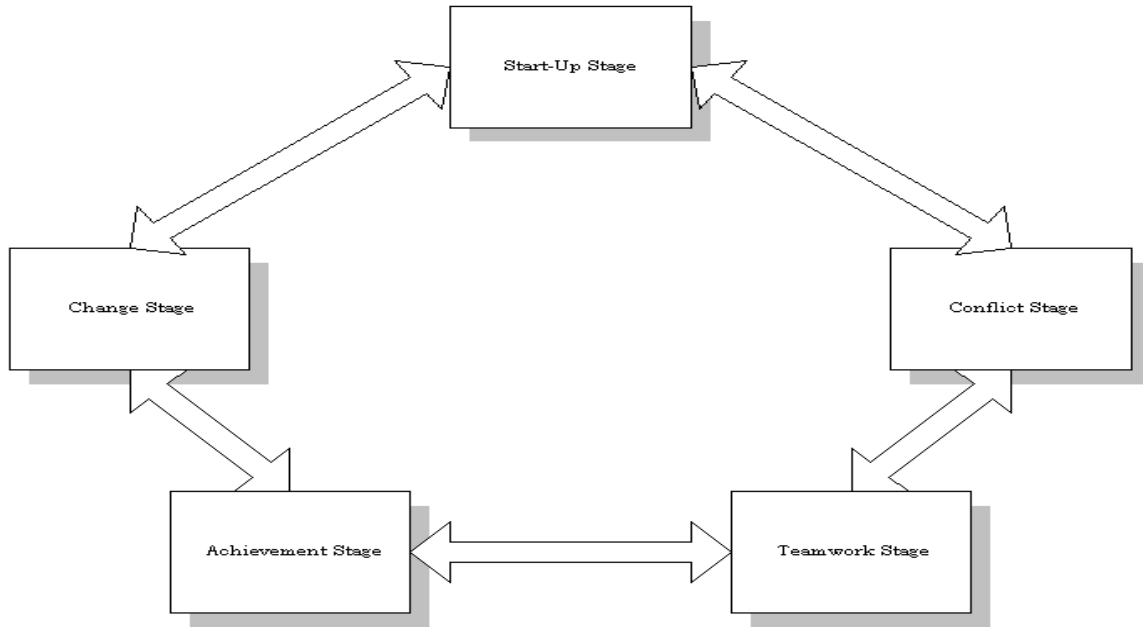 Start-Up Stage
Change Stage
Conflict Stage
Achievement Stage
Teamwork Stage